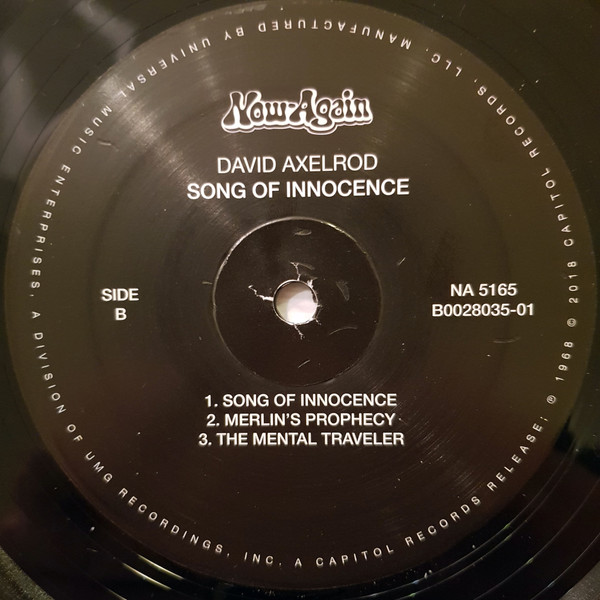 Now-Again
DAVID AXELROD
SONG OF INNOCENCE
SIDE
B
NA 5165
B0028035-01
1. SONG OF INNOCENCE
2. MERLIN'S PROPHECY
3. THE MENTAL TRAVELER
MANUFACTURED BY UNIVERSAL MUSIC ENTERPRISES, A DIVISION OF UMG RECORDINGS, INC. A CAPITOL RECORDS RELEASE; ℗ 1968 © 2018 CAPITOL RECORDS, LLC.